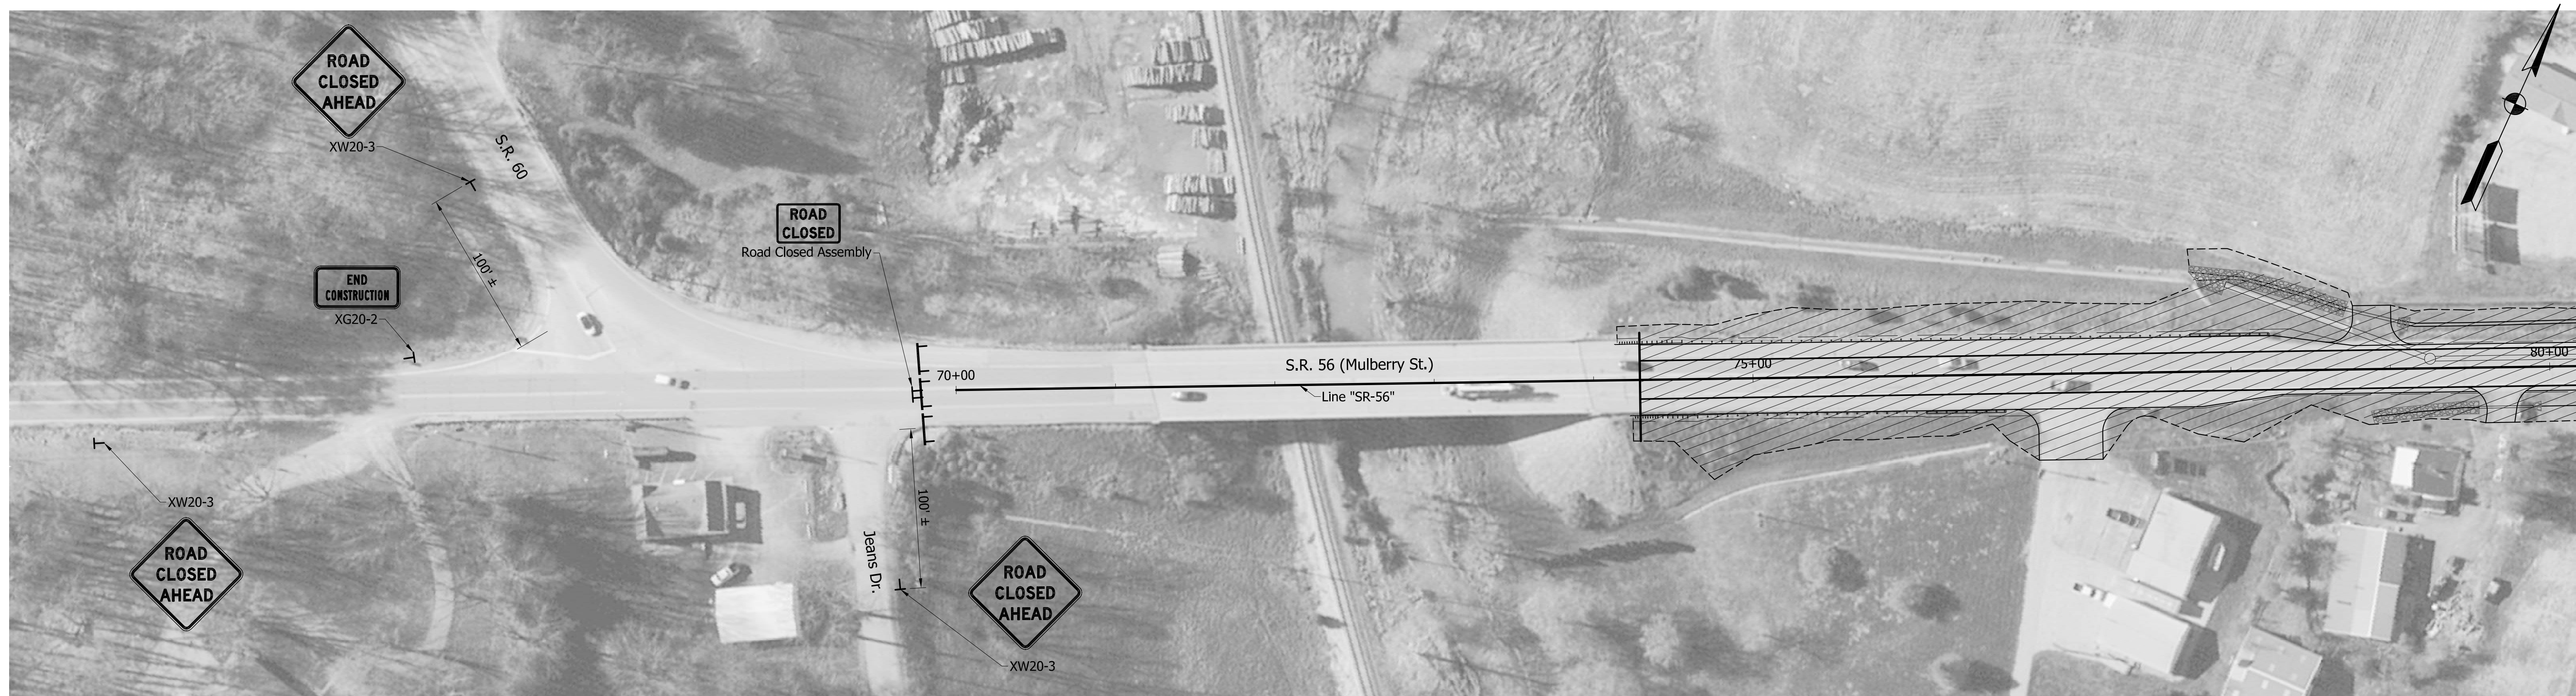 ROAD
CLOSED
AHEAD
XW20-3
S.R. 60
100' ±
END
CONSTRUCTION
XG20-2
ROAD
CLOSED
Road Closed Assembly
70+00
S.R. 56 (Mulberry St.)
Line "SR-56"
75+00
80+00
XW20-3
ROAD
CLOSED
AHEAD
100' ±
Jeans Dr.
ROAD
CLOSED
AHEAD
XW20-3